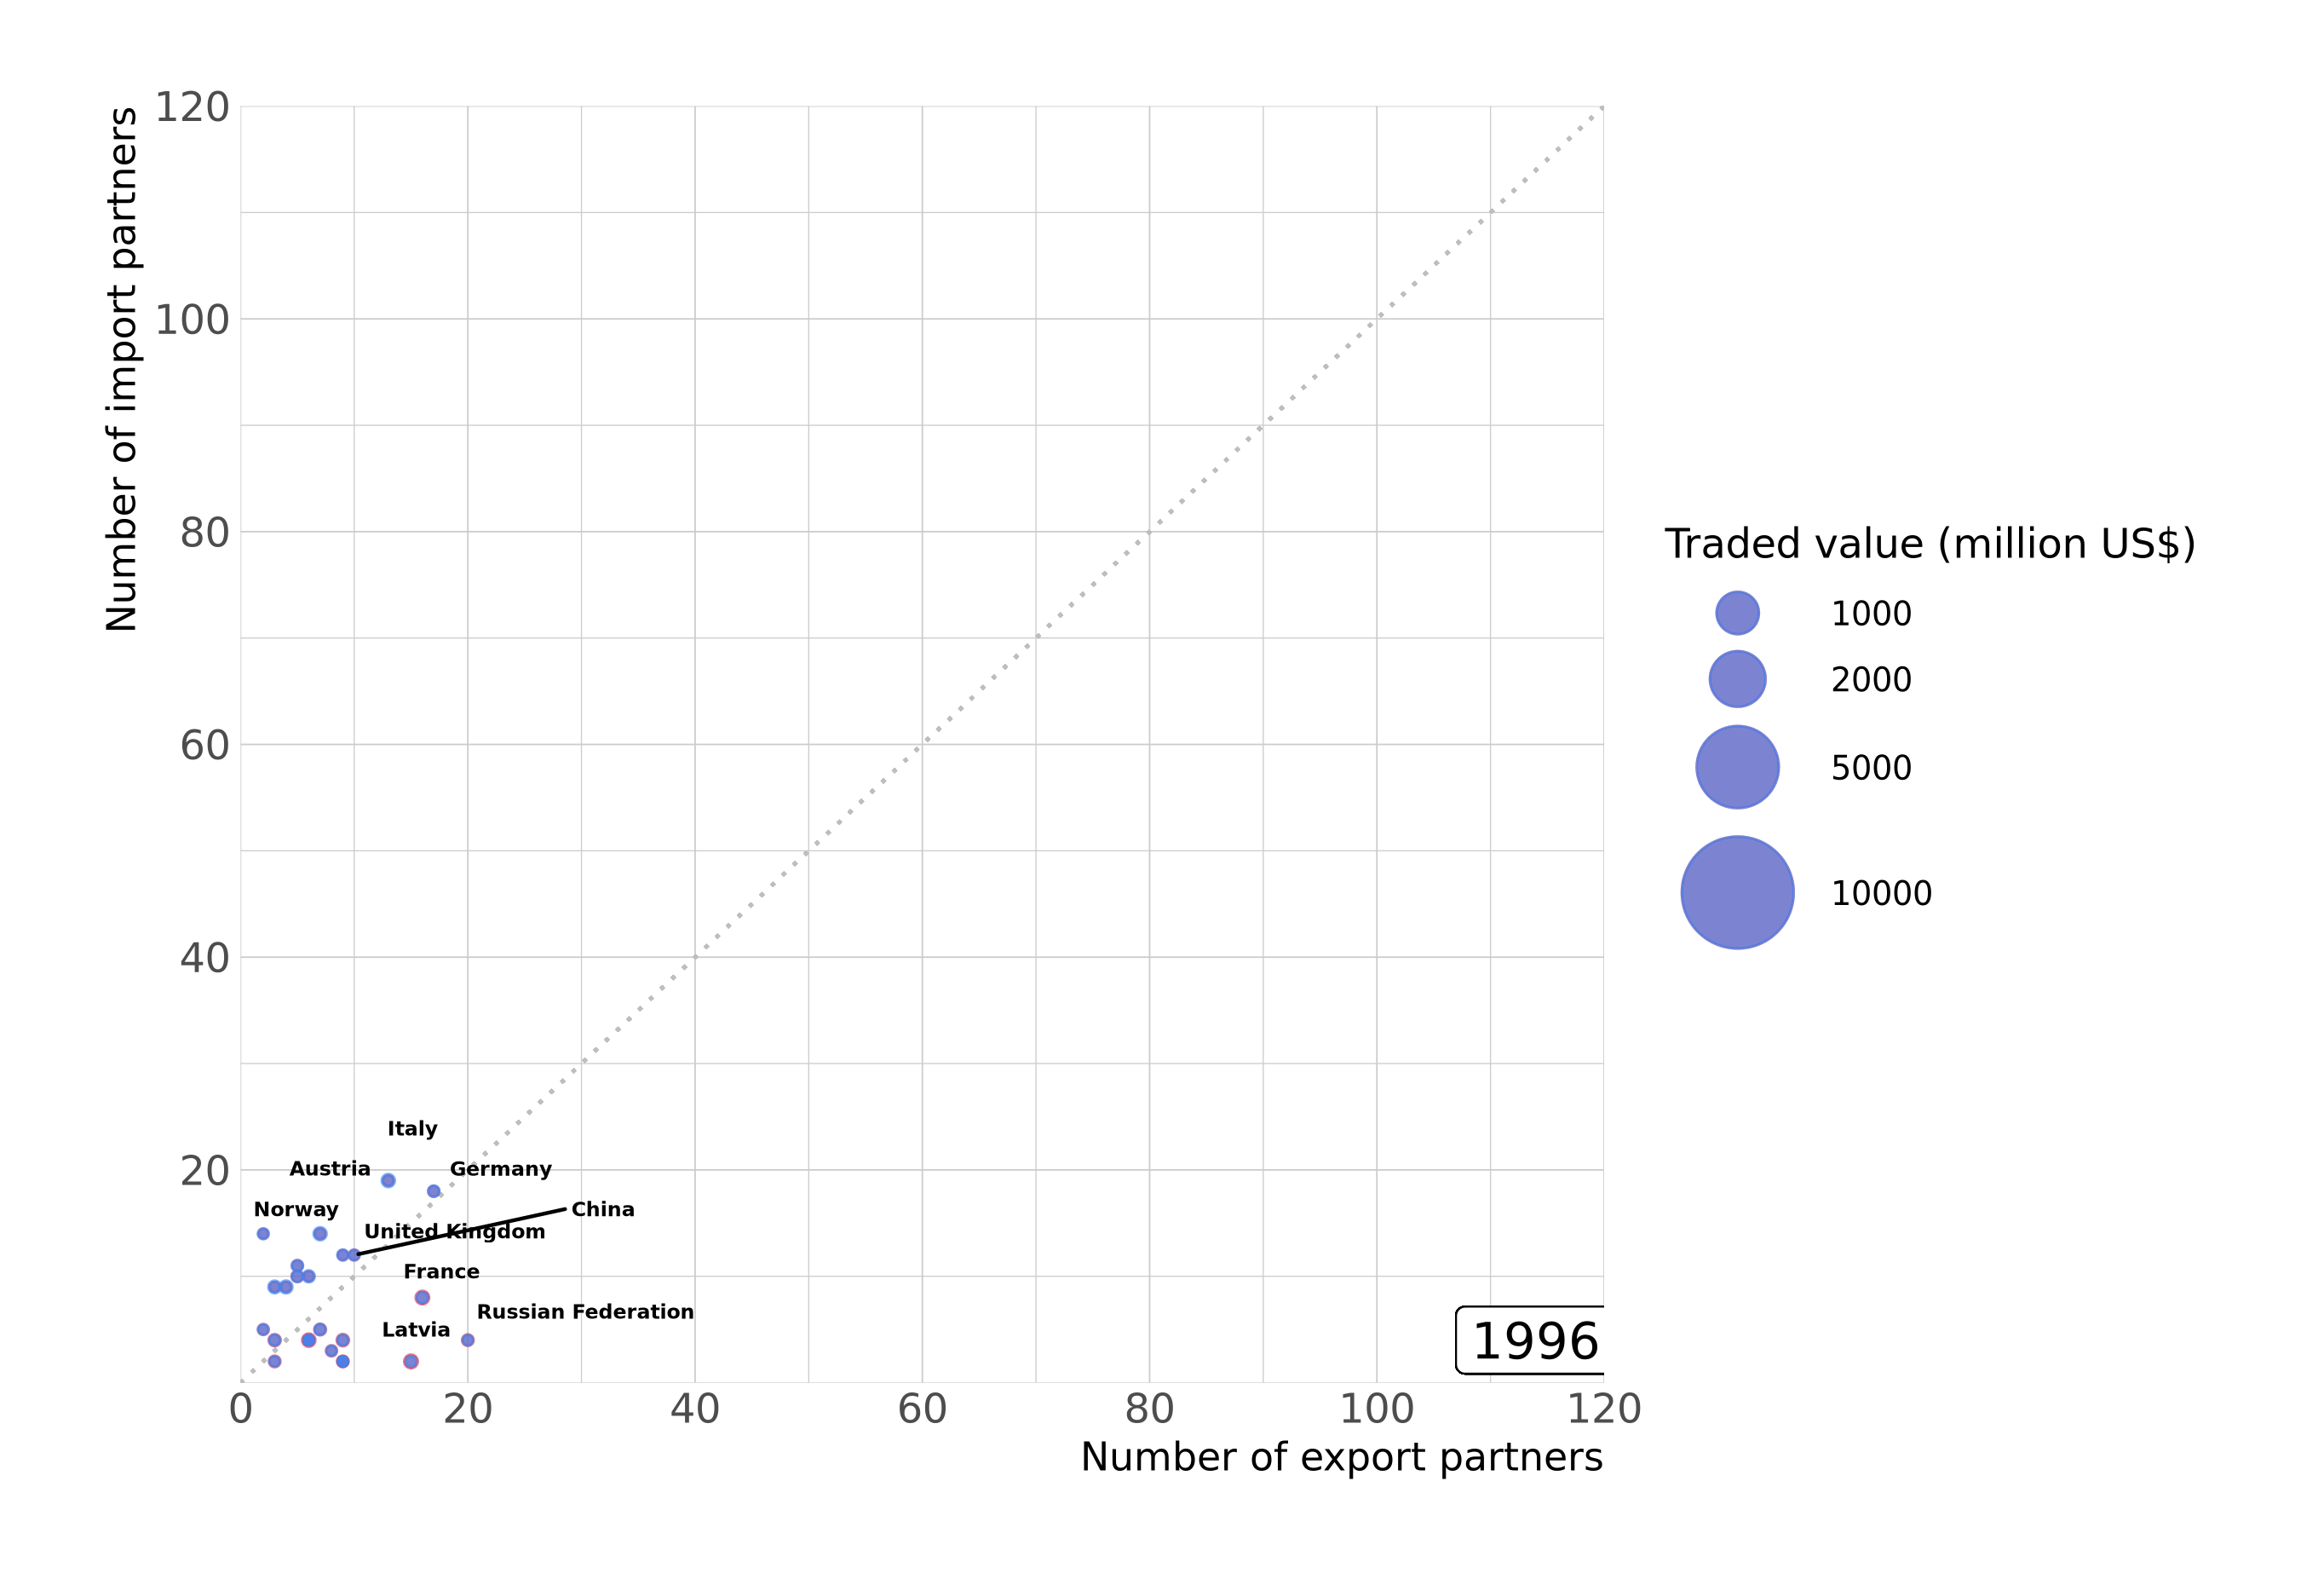 Number of import partners
120
100
80
60
40
20
Italy
Austria
Germany
Norway
China
United Kingdom
France
Russian Federation
Latvia
1996
0 20 40 60 80 100 120
Number of export partners
Traded value (million US$)
1000
2000
5000
10000